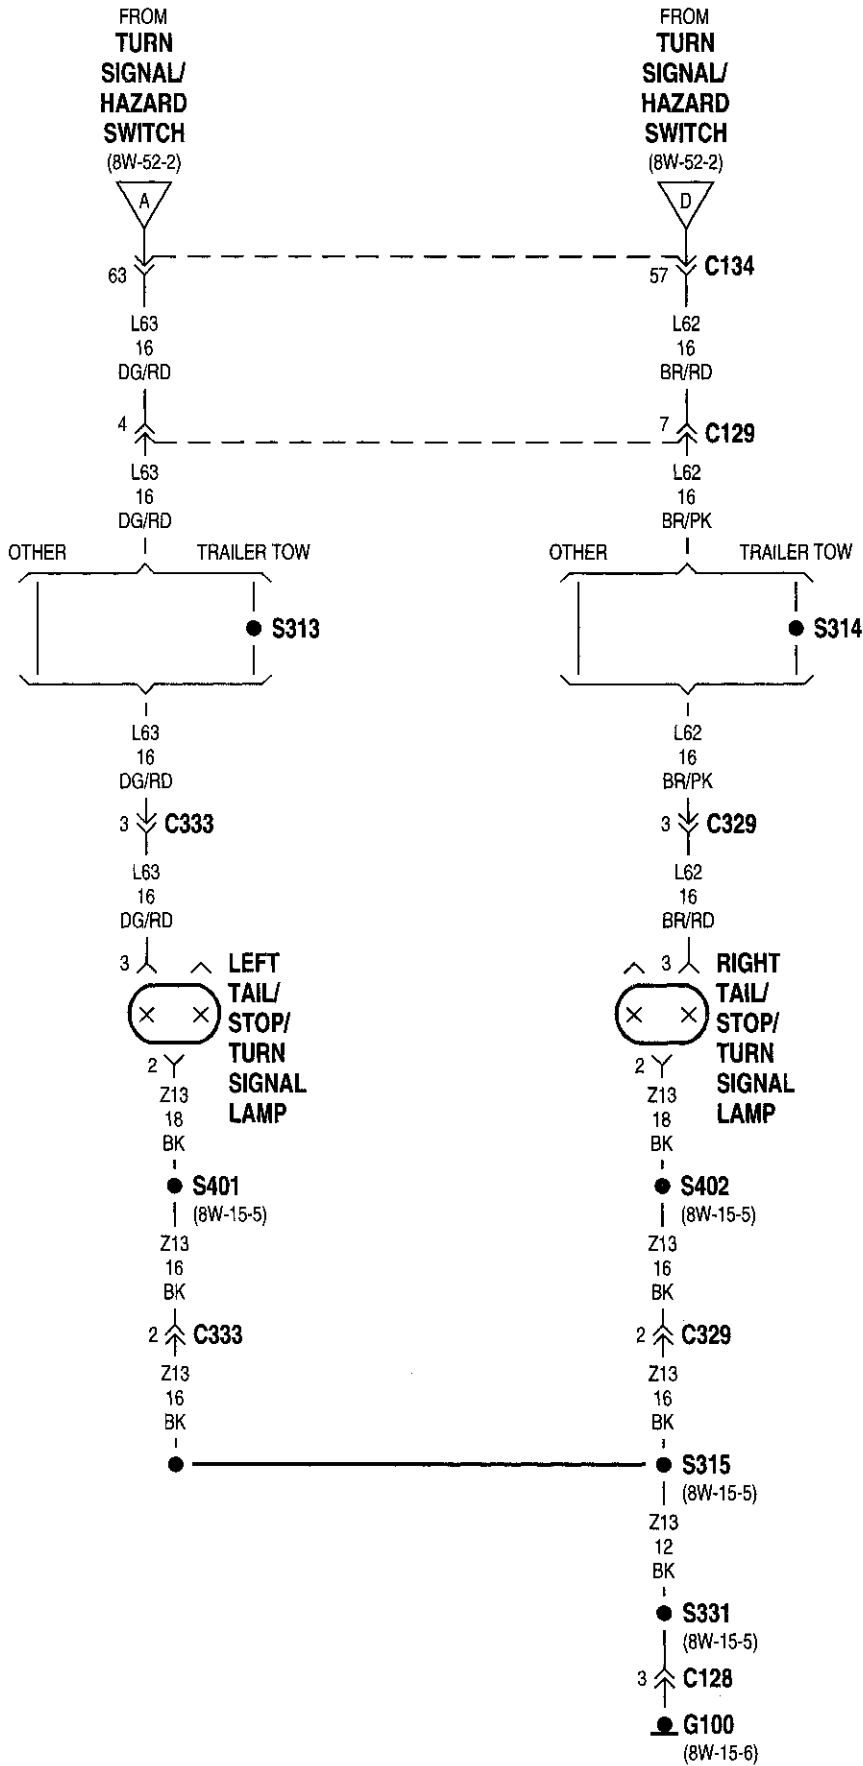 FROM
TURN
SIGNAL/
HAZARD
SWITCH
(8W-52-2)
A
FROM
TURN
SIGNAL/
HAZARD
SWITCH
(8W-52-2)
D
63
57
C134
L63
16
DG/RD
L62
16
BR/RD
4
7
C129
L63
16
DG/RD
L62
16
BR/PK
OTHER
TRAILER TOW
OTHER
TRAILER TOW
S313
S314
L63
16
DG/RD
L62
16
BR/PK
3
C333
3
C329
L63
16
DG/RD
L62
16
BR/RD
3
LEFT
TAIL/
STOP/
TURN
SIGNAL
LAMP
3
RIGHT
TAIL/
STOP/
TURN
SIGNAL
LAMP
2
Z13
18
BK
2
Z13
18
BK
S401
(8W-15-5)
S402
(8W-15-5)
Z13
16
BK
Z13
16
BK
2
C333
2
C329
Z13
16
BK
Z13
16
BK
S315
(8W-15-5)
Z13
12
BK
S331
(8W-15-5)
3
C128
G100
(8W-15-6)